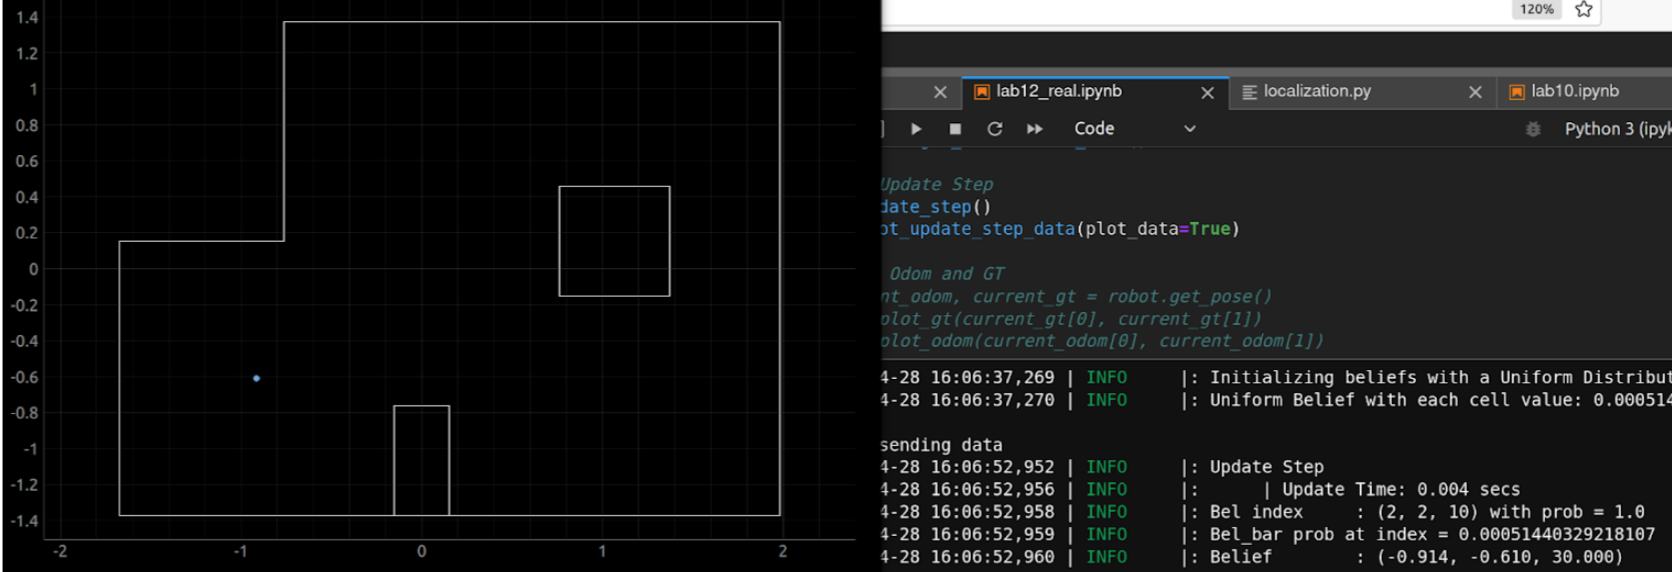 1.4
1.2
1
0.8
0.6
0.4
0.2
0
-0.2
-0.4
-0.6
-0.8
-1
-1.2
-1.4
-2 -1 0 1 2
120%
lab12_real.ipynb localization.py lab10.ipynb
Code Python 3 (ipyk
Update Step
date_step()
ot_update_step_data(plot_data=True)
Odom and GT
nt_odom, current_gt = robot.get_pose()
plot_gt(current_gt[0], current_gt[1])
plot_odom(current_odom[0], current_odom[1])
4-28 16:06:37,269 | INFO |: Initializing beliefs with a Uniform Distribut
4-28 16:06:37,270 | INFO |: Uniform Belief with each cell value: 0.000514
sending data
4-28 16:06:52,952 | INFO |: Update Step
4-28 16:06:52,956 | INFO |: | Update Time: 0.004 secs
4-28 16:06:52,958 | INFO |: Bel index : (2, 2, 10) with prob = 1.0
4-28 16:06:52,959 | INFO |: Bel_bar prob at index = 0.00051440329218107
4-28 16:06:52,960 | INFO |: Belief : (-0.914, -0.610, 30.000)